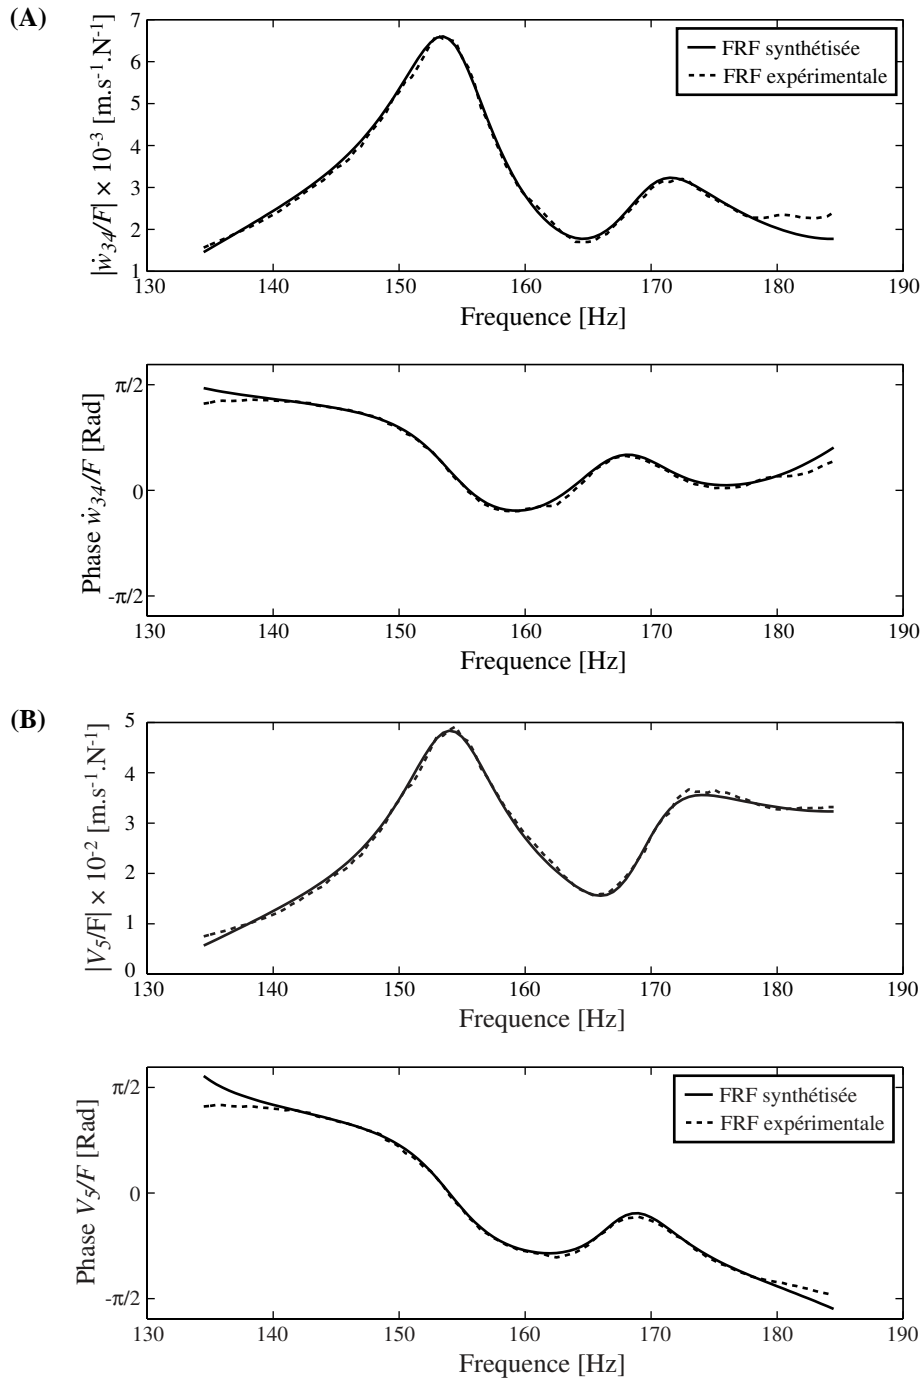 (A)
|ẇ34/F| × 10-3 [m.s-1.N-1]
7
6
5
4
3
2
1
FRF synthétisée
FRF expérimentale
130 140 150 160 170 180 190
Frequence [Hz]
Phase ẇ34/F [Rad]
π/2
0
-π/2
130 140 150 160 170 180 190
Frequence [Hz]
(B)
|V5/F| × 10-2 [m.s-1.N-1]
5
4
3
2
1
0
130 140 150 160 170 180 190
Frequence [Hz]
Phase V5/F [Rad]
π/2
0
-π/2
FRF synthétisée
FRF expérimentale
130 140 150 160 170 180 190
Frequence [Hz]